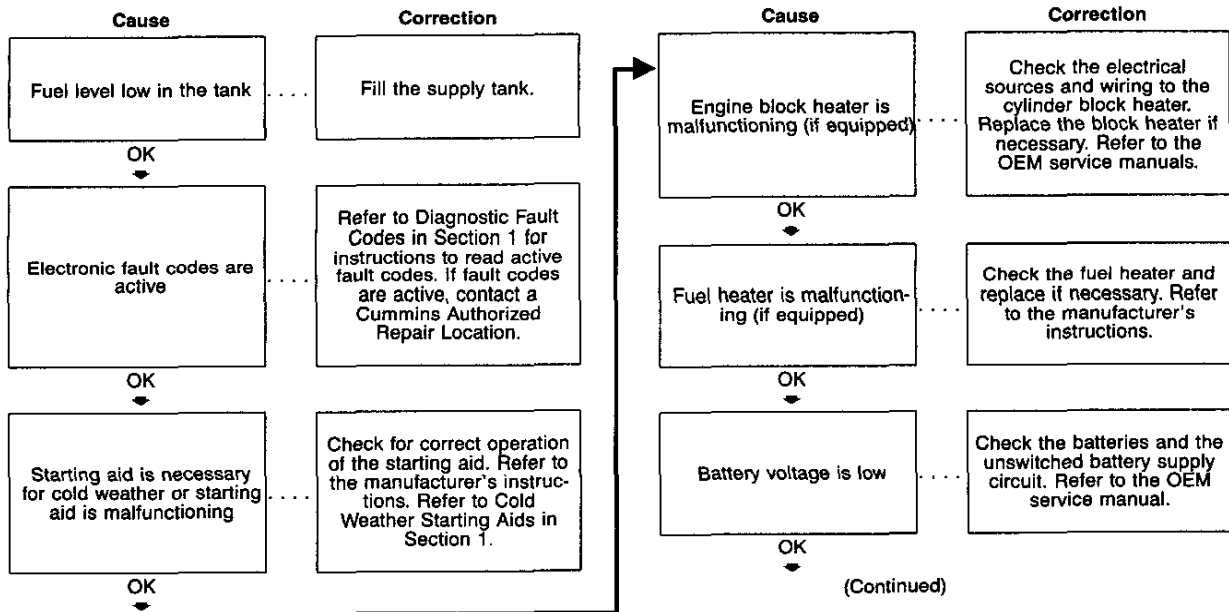 Cause
Correction
Fuel level low in the tank
Fill the supply tank.
OK
Electronic fault codes are
active
Refer to Diagnostic Fault
Codes in Section 1 for
instructions to read active
fault codes. If fault codes
are active, contact a
Cummins Authorized
Repair Location.
OK
Starting aid is necessary
for cold weather or starting
aid is malfunctioning
Check for correct operation
of the starting aid. Refer to
the manufacturer's instruc-
tions. Refer to Cold
Weather Starting Aids in
Section 1.
OK
Cause
Correction
Engine block heater is
malfunctioning (if equipped)
Check the electrical
sources and wiring to the
cylinder block heater.
Replace the block heater if
necessary. Refer to the
OEM service manuals.
OK
Fuel heater is malfunction-
ing (if equipped)
Check the fuel heater and
replace if necessary. Refer
to the manufacturer's
instructions.
OK
Battery voltage is low
Check the batteries and the
unswitched battery supply
circuit. Refer to the OEM
service manual.
OK
(Continued)